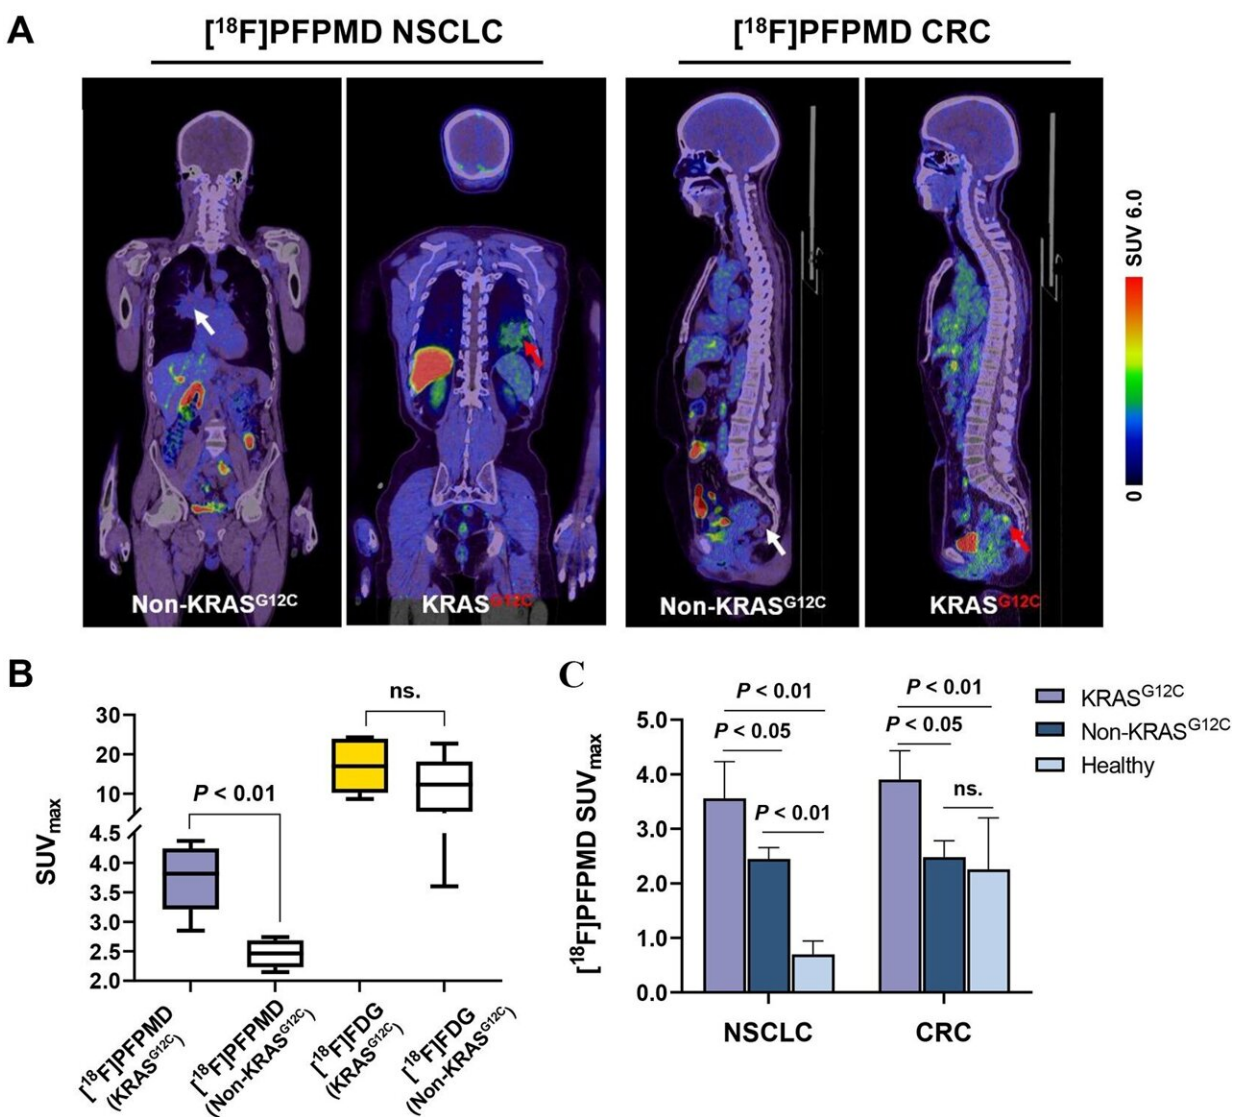 A
[¹⁸F]PFPMD NSCLC
[¹⁸F]PFPMD CRC
Non-KRASᴳ¹²ᶜ
KRASᴳ¹²ᶜ
Non-KRASᴳ¹²ᶜ
KRASᴳ¹²ᶜ
SUV 6.0
0
B
SUVmax
30
20
10
4.5
4.0
3.5
3.0
2.5
2.0
P < 0.01
ns.
[¹⁸F]PFPMD
(KRASᴳ¹²ᶜ)
[¹⁸F]PFPMD
(Non-KRASᴳ¹²ᶜ)
[¹⁸F]FDG
(KRASᴳ¹²ᶜ)
[¹⁸F]FDG
(Non-KRASᴳ¹²ᶜ)
C
[¹⁸F]PFPMD SUVmax
5.0
4.0
3.0
2.0
1.0
0.0
P < 0.01
P < 0.05
P < 0.01
P < 0.01
P < 0.05
ns.
NSCLC
CRC
KRASᴳ¹²ᶜ
Non-KRASᴳ¹²ᶜ
Healthy